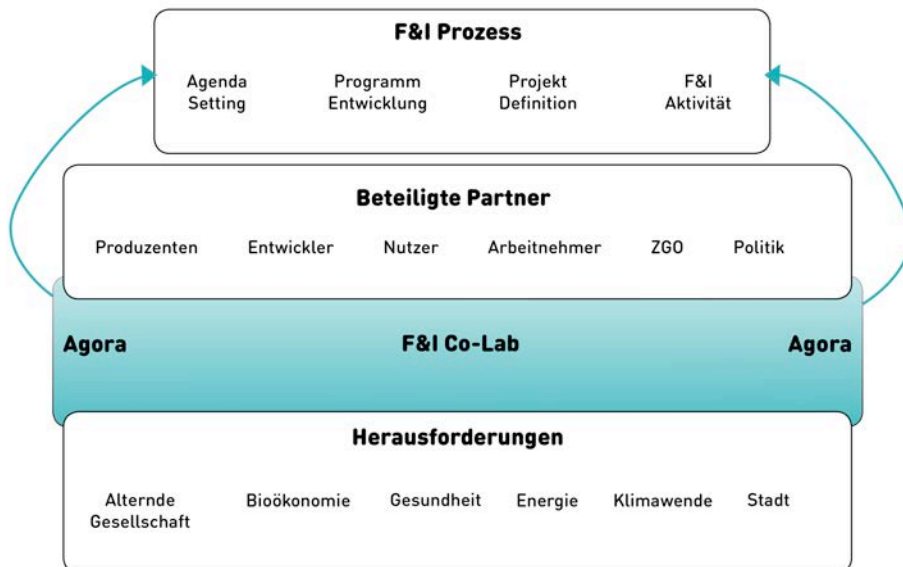 F&I Prozess
Agenda Setting
Programm Entwicklung
Projekt Definition
F&I Aktivität
Beteiligte Partner
Produzenten Entwickler Nutzer Arbeitnehmer ZGO Politik
Agora F&I Co-Lab Agora
Herausforderungen
Alternde Gesellschaft
Bioökonomie Gesundheit Energie Klimawende Stadt